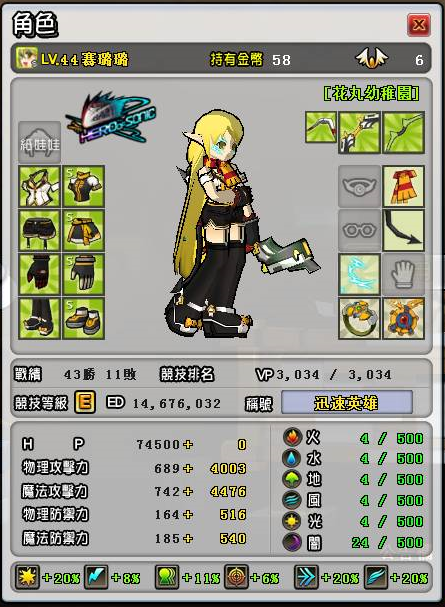 角色
LV.44 賽璐璐 持有金幣 58 6
[花丸幼稚園]
HERO's-SONIC
紙娃娃
S
S
S
S
戰績 43勝 11敗 競技排名 VP 3,034 / 3,034
競技等級 E ED 14,676,032 稱號 迅速英雄
H P 74500+ 0
物理攻擊力 689+ 4003
魔法攻擊力 742+ 4476
物理防禦力 164+ 516
魔法防禦力 185+ 540
火 4 / 500
水 4 / 500
地 4 / 500
風 4 / 500
光 4 / 500
闇 24 / 500
+20% +8% +11% +6% +20% +20%